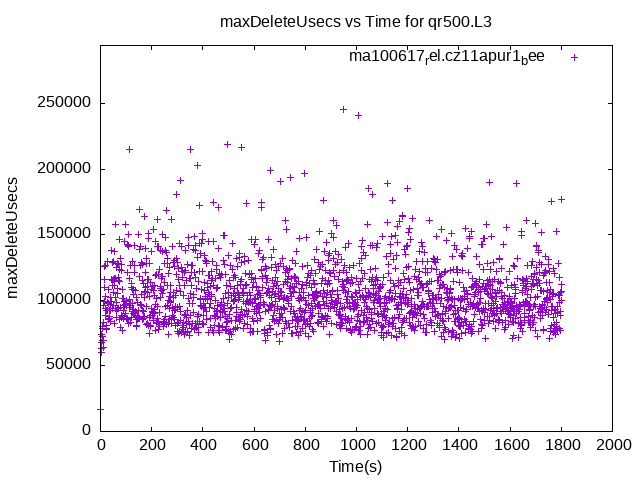 maxDeleteUsecs vs Time for qr500.L3
ma100617rel.cz11apur1bee
250000
200000
150000
100000
50000
0
maxDeleteUsecs
0 200 400 600 800 1000 1200 1400 1600 1800 2000
Time(s)